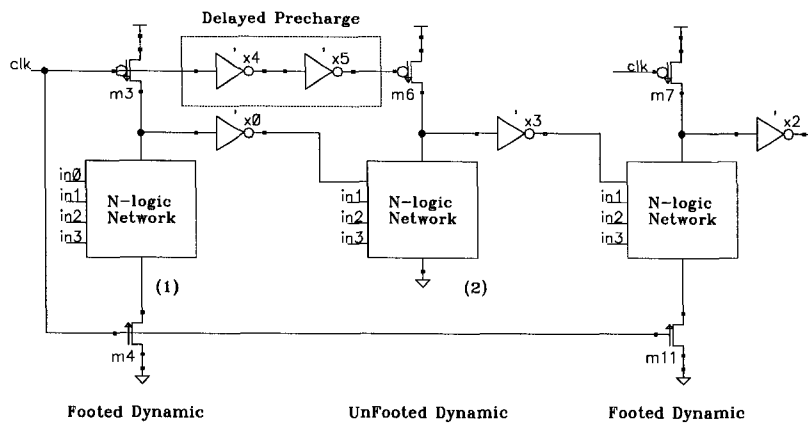 Delayed Precharge
clk
m3
x4
x5
m6
clk
m7
x0
x3
x2
in0
in1
in2
in3
N-logic
Network
in1
in2
in3
N-logic
Network
in1
in2
in3
N-logic
Network
(1)
(2)
m4
m11
Footed Dynamic
UnFooted Dynamic
Footed Dynamic